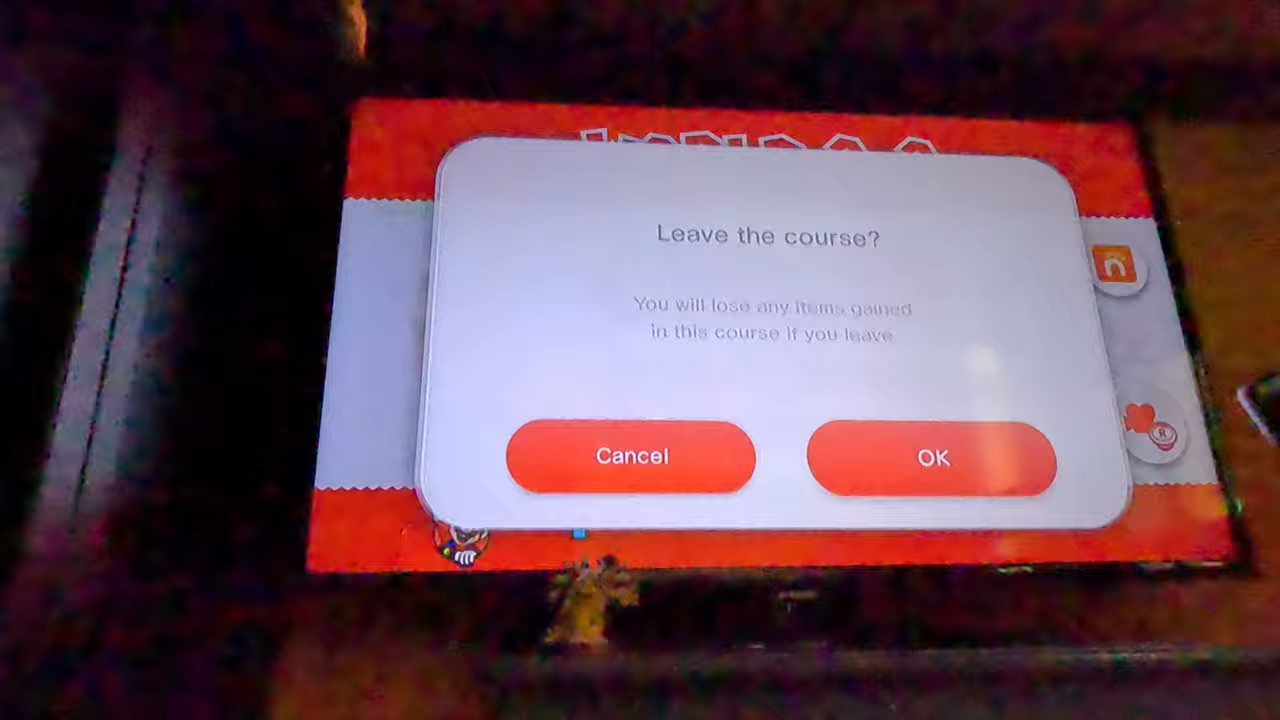 Leave the course?
You will lose any items gained
in this course if you leave.
Cancel
OK
R